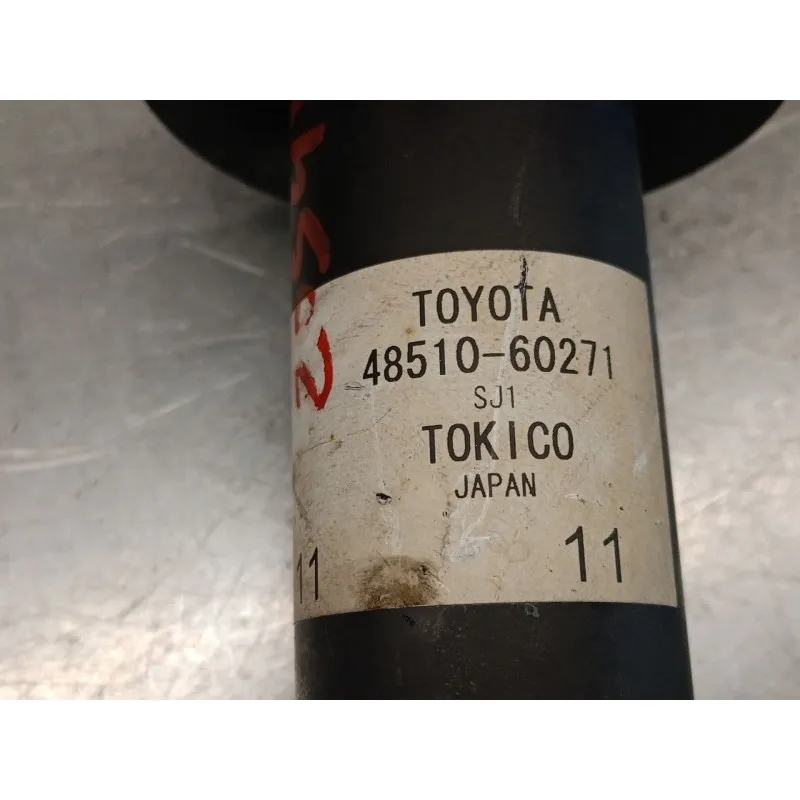 TOYOTA
48510-60271
SJ1
TOKICO
JAPAN
11 11